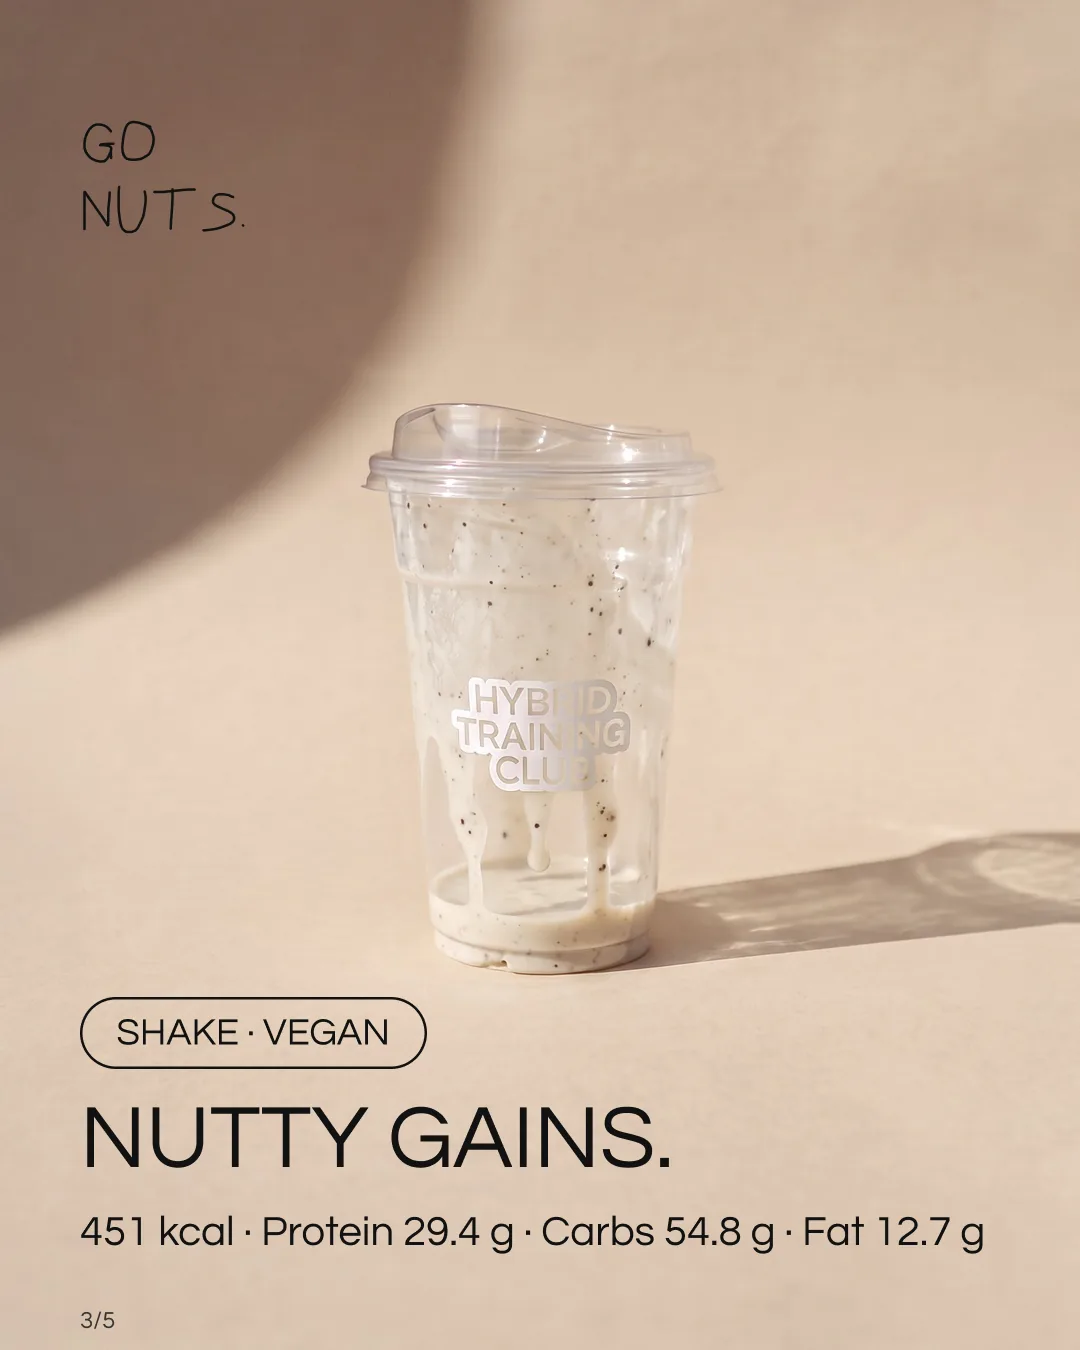 GO
NUTS.
HYBRID
TRAINING
CLUB
SHAKE · VEGAN
NUTTY GAINS.
451 kcal · Protein 29.4 g · Carbs 54.8 g · Fat 12.7 g
3/5